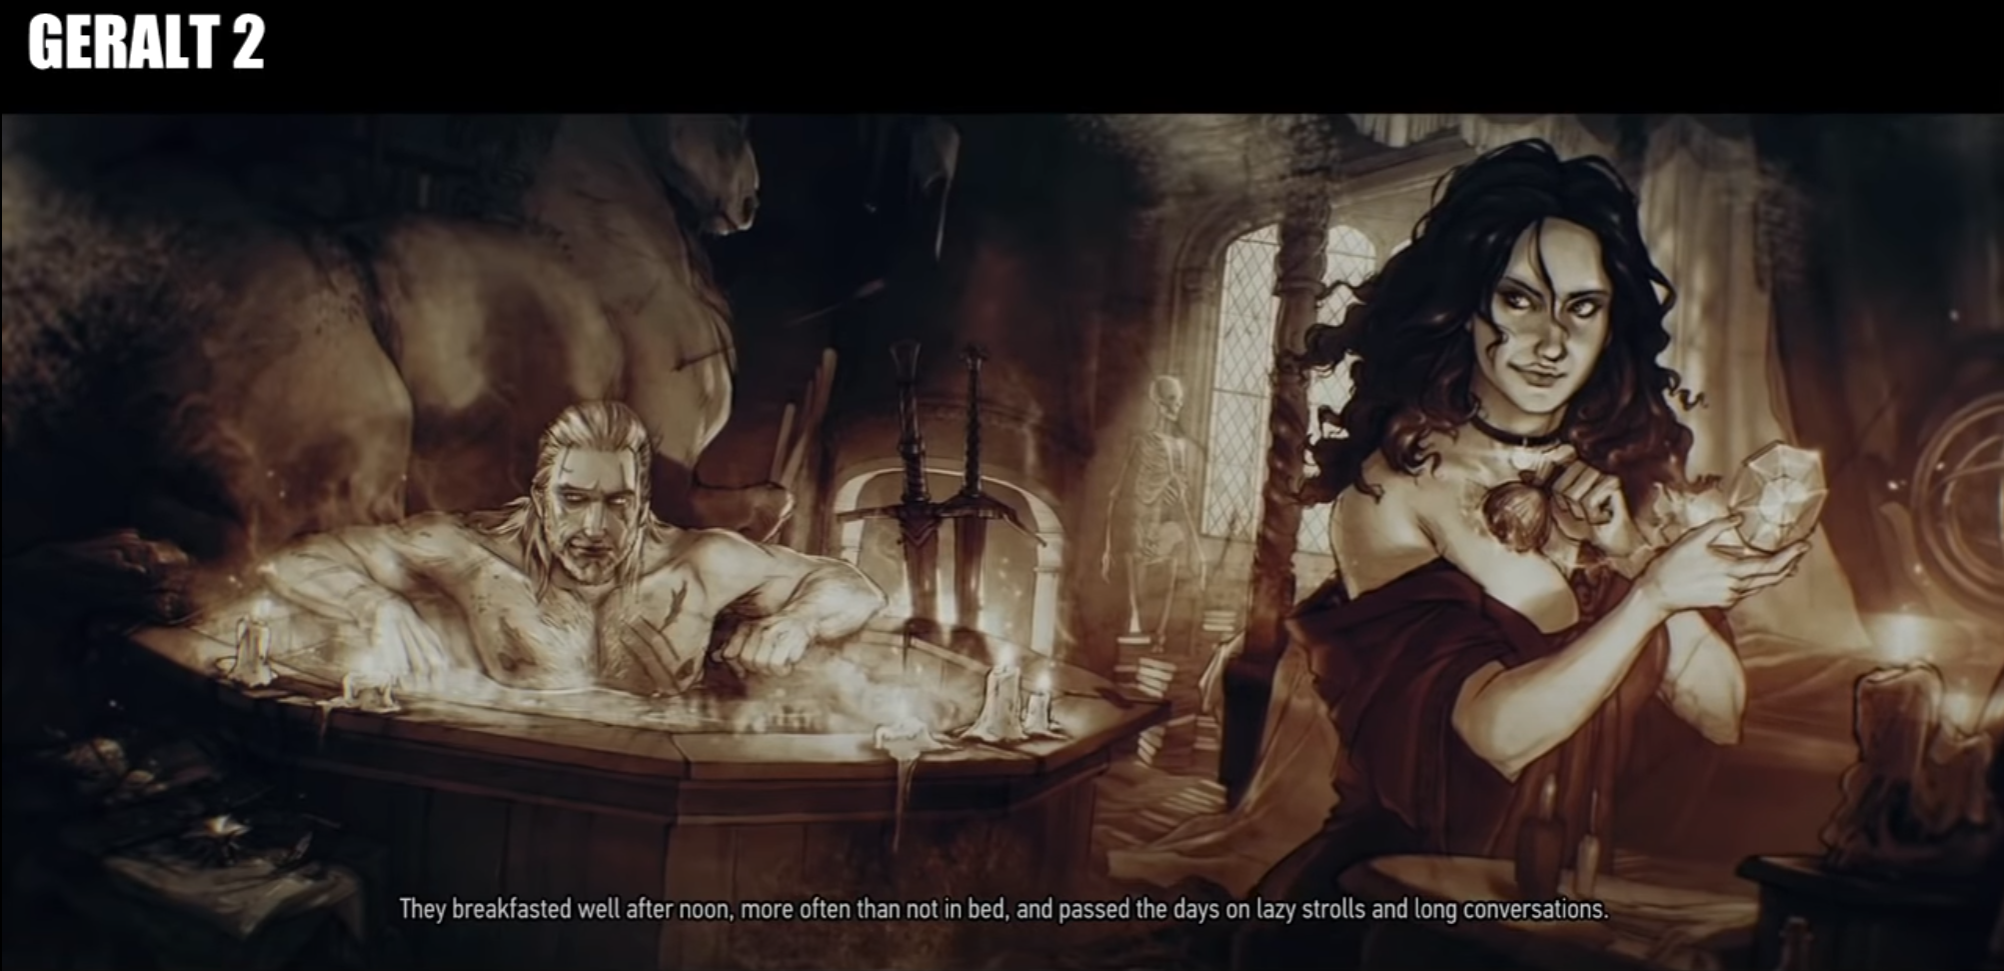 GERALT 2
They breakfasted well after noon, more often than not in bed, and passed the days on lazy strolls and long conversations.